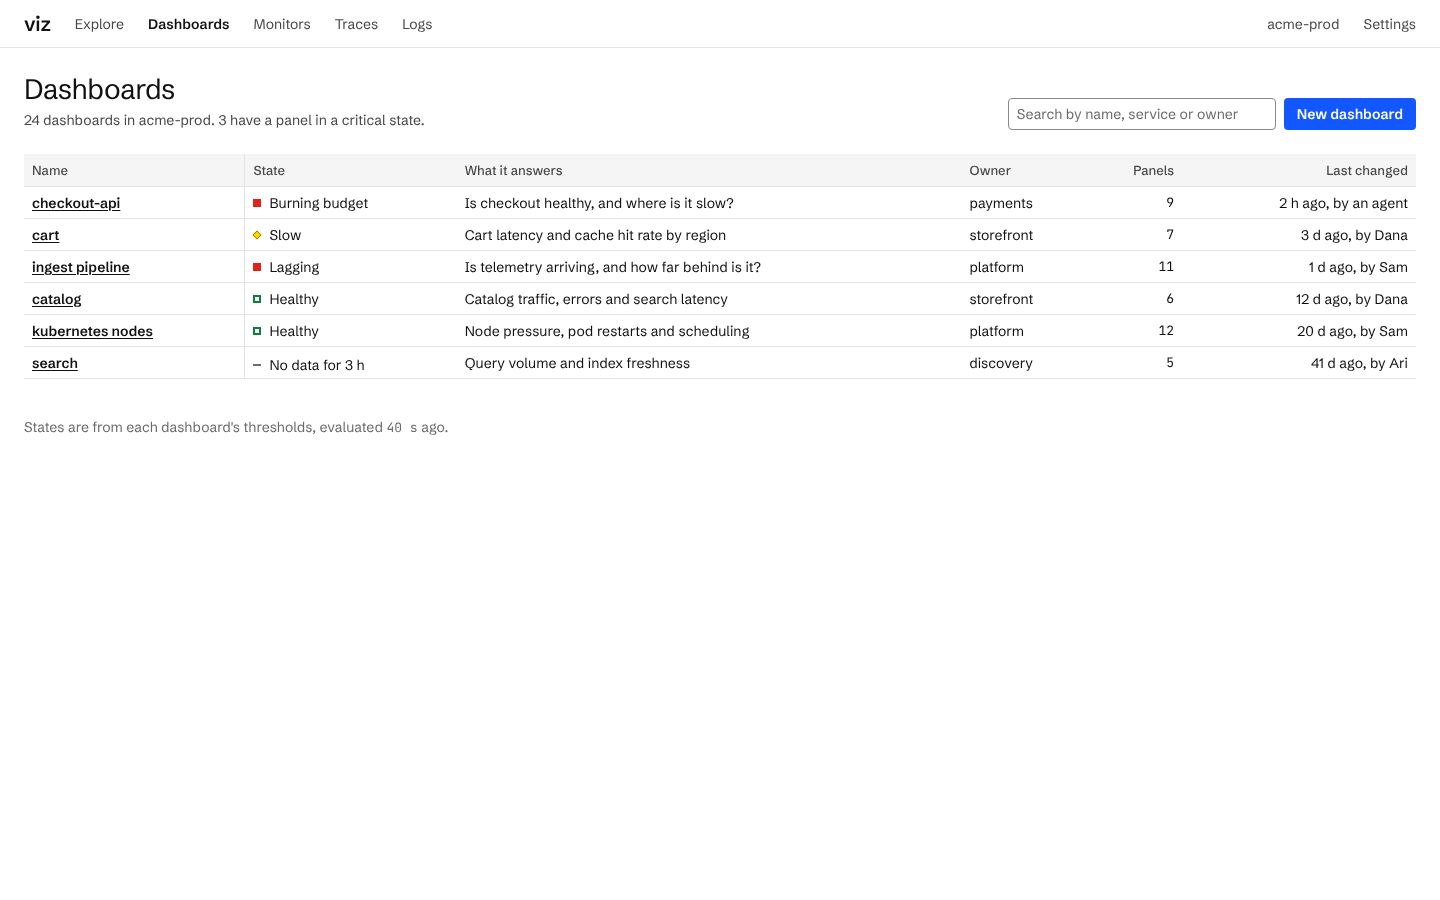 viz Explore Dashboards Monitors Traces Logs acme-prod Settings
Dashboards
24 dashboards in acme-prod. 3 have a panel in a critical state.
Search by name, service or owner New dashboard
Name State What it answers Owner Panels Last changed
checkout-api Burning budget Is checkout healthy, and where is it slow? payments 9 2 h ago, by an agent
cart Slow Cart latency and cache hit rate by region storefront 7 3 d ago, by Dana
ingest pipeline Lagging Is telemetry arriving, and how far behind is it? platform 11 1 d ago, by Sam
catalog Healthy Catalog traffic, errors and search latency storefront 6 12 d ago, by Dana
kubernetes nodes Healthy Node pressure, pod restarts and scheduling platform 12 20 d ago, by Sam
search No data for 3 h Query volume and index freshness discovery 5 41 d ago, by Ari
States are from each dashboard's thresholds, evaluated 40 s ago.